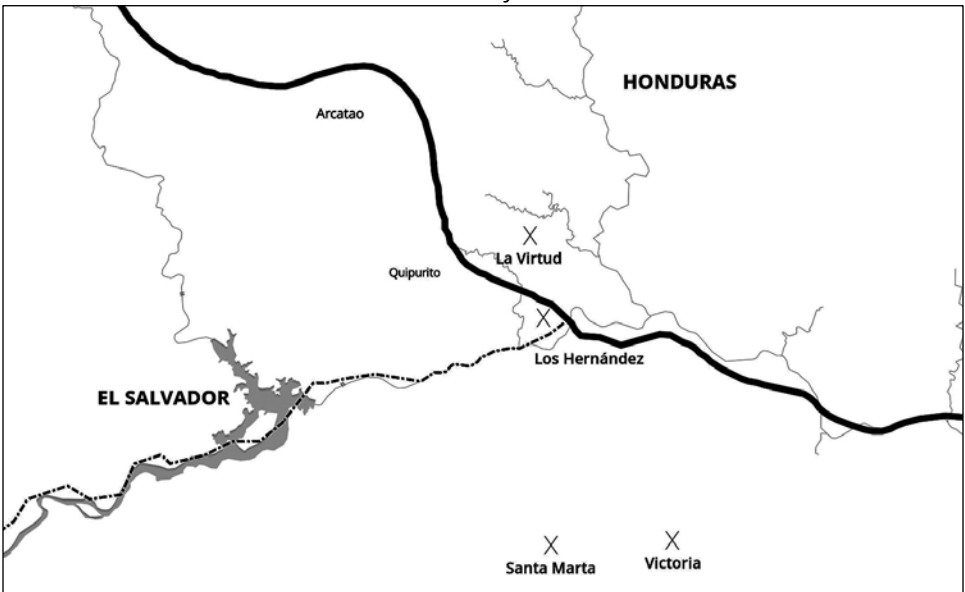 HONDURAS
Arcatao
La Virtud
Quipurito
Los Hernández
EL SALVADOR
Santa Marta
Victoria